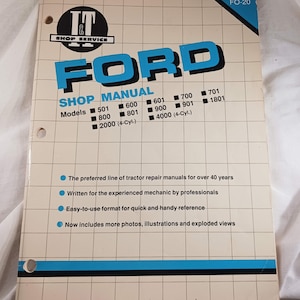 FO-20
I&T
SHOP SERVICE
FORD
SHOP MANUAL
Models ■ 501 ■ 600 ■ 601 ■ 700 ■ 701
■ 800 ■ 801 ■ 900 ■ 901 ■ 1801
■ 2000 (4-Cyl.) ■ 4000 (4-Cyl.)
● The preferred line of tractor repair manuals for over 40 years
● Written for the experienced mechanic by professionals
● Easy-to-use format for quick and handy reference
● Now includes more photos, illustrations and exploded views